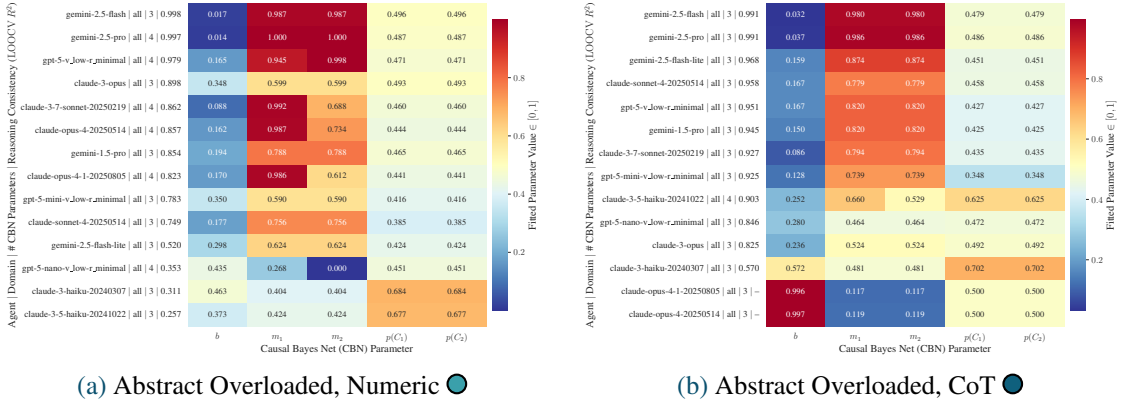 Agent | Domain | # CBN Parameters | Reasoning Consistency (LOOCV R²)
gemini-2.5-flash | all | 3 | 0.998 0.017 0.987 0.987 0.496 0.496
gemini-2.5-pro | all | 4 | 0.997 0.014 1.000 1.000 0.487 0.487
gpt-5-v_low-r_minimal | all | 4 | 0.979 0.165 0.945 0.998 0.471 0.471
claude-3-opus | all | 3 | 0.898 0.348 0.599 0.599 0.493 0.493
claude-3-7-sonnet-20250219 | all | 4 | 0.862 0.088 0.992 0.688 0.460 0.460
claude-opus-4-20250514 | all | 4 | 0.857 0.162 0.987 0.734 0.444 0.444
gemini-1.5-pro | all | 3 | 0.854 0.194 0.788 0.788 0.465 0.465
claude-opus-4-1-20250805 | all | 4 | 0.823 0.170 0.986 0.612 0.441 0.441
gpt-5-mini-v_low-r_minimal | all | 3 | 0.783 0.350 0.590 0.590 0.416 0.416
claude-sonnet-4-20250514 | all | 3 | 0.749 0.177 0.756 0.756 0.385 0.385
gemini-2.5-flash-lite | all | 3 | 0.520 0.298 0.624 0.624 0.424 0.424
gpt-5-nano-v_low-r_minimal | all | 4 | 0.353 0.435 0.268 0.000 0.451 0.451
claude-3-haiku-20240307 | all | 3 | 0.311 0.463 0.404 0.404 0.684 0.684
claude-3-5-haiku-20241022 | all | 3 | 0.257 0.373 0.424 0.424 0.677 0.677
b m₁ m₂ p(C₁) p(C₂)
Causal Bayes Net (CBN) Parameter
0.8
0.6
0.4
0.2
Fitted Parameter Value ∈ [0,1]
(a) Abstract Overloaded, Numeric
Agent | Domain | # CBN Parameters | Reasoning Consistency (LOOCV R²)
gemini-2.5-flash | all | 3 | 0.991 0.032 0.980 0.980 0.479 0.479
gemini-2.5-pro | all | 3 | 0.991 0.037 0.986 0.986 0.486 0.486
gemini-2.5-flash-lite | all | 3 | 0.968 0.159 0.874 0.874 0.451 0.451
claude-sonnet-4-20250514 | all | 3 | 0.958 0.167 0.779 0.779 0.458 0.458
gpt-5-v_low-r_minimal | all | 3 | 0.951 0.167 0.820 0.820 0.427 0.427
gemini-1.5-pro | all | 3 | 0.945 0.150 0.820 0.820 0.425 0.425
claude-3-7-sonnet-20250219 | all | 3 | 0.927 0.086 0.794 0.794 0.435 0.435
gpt-5-mini-v_low-r_minimal | all | 3 | 0.925 0.128 0.739 0.739 0.348 0.348
claude-3-5-haiku-20241022 | all | 4 | 0.903 0.252 0.660 0.529 0.625 0.625
gpt-5-nano-v_low-r_minimal | all | 3 | 0.846 0.280 0.464 0.464 0.472 0.472
claude-3-opus | all | 3 | 0.825 0.236 0.524 0.524 0.492 0.492
claude-3-haiku-20240307 | all | 3 | 0.570 0.572 0.481 0.481 0.702 0.702
claude-opus-4-1-20250805 | all | 3 | – 0.996 0.117 0.117 0.500 0.500
claude-opus-4-20250514 | all | 3 | – 0.997 0.119 0.119 0.500 0.500
b m₁ m₂ p(C₁) p(C₂)
Causal Bayes Net (CBN) Parameter
0.8
0.6
0.4
0.2
Fitted Parameter Value ∈ [0,1]
(b) Abstract Overloaded, CoT